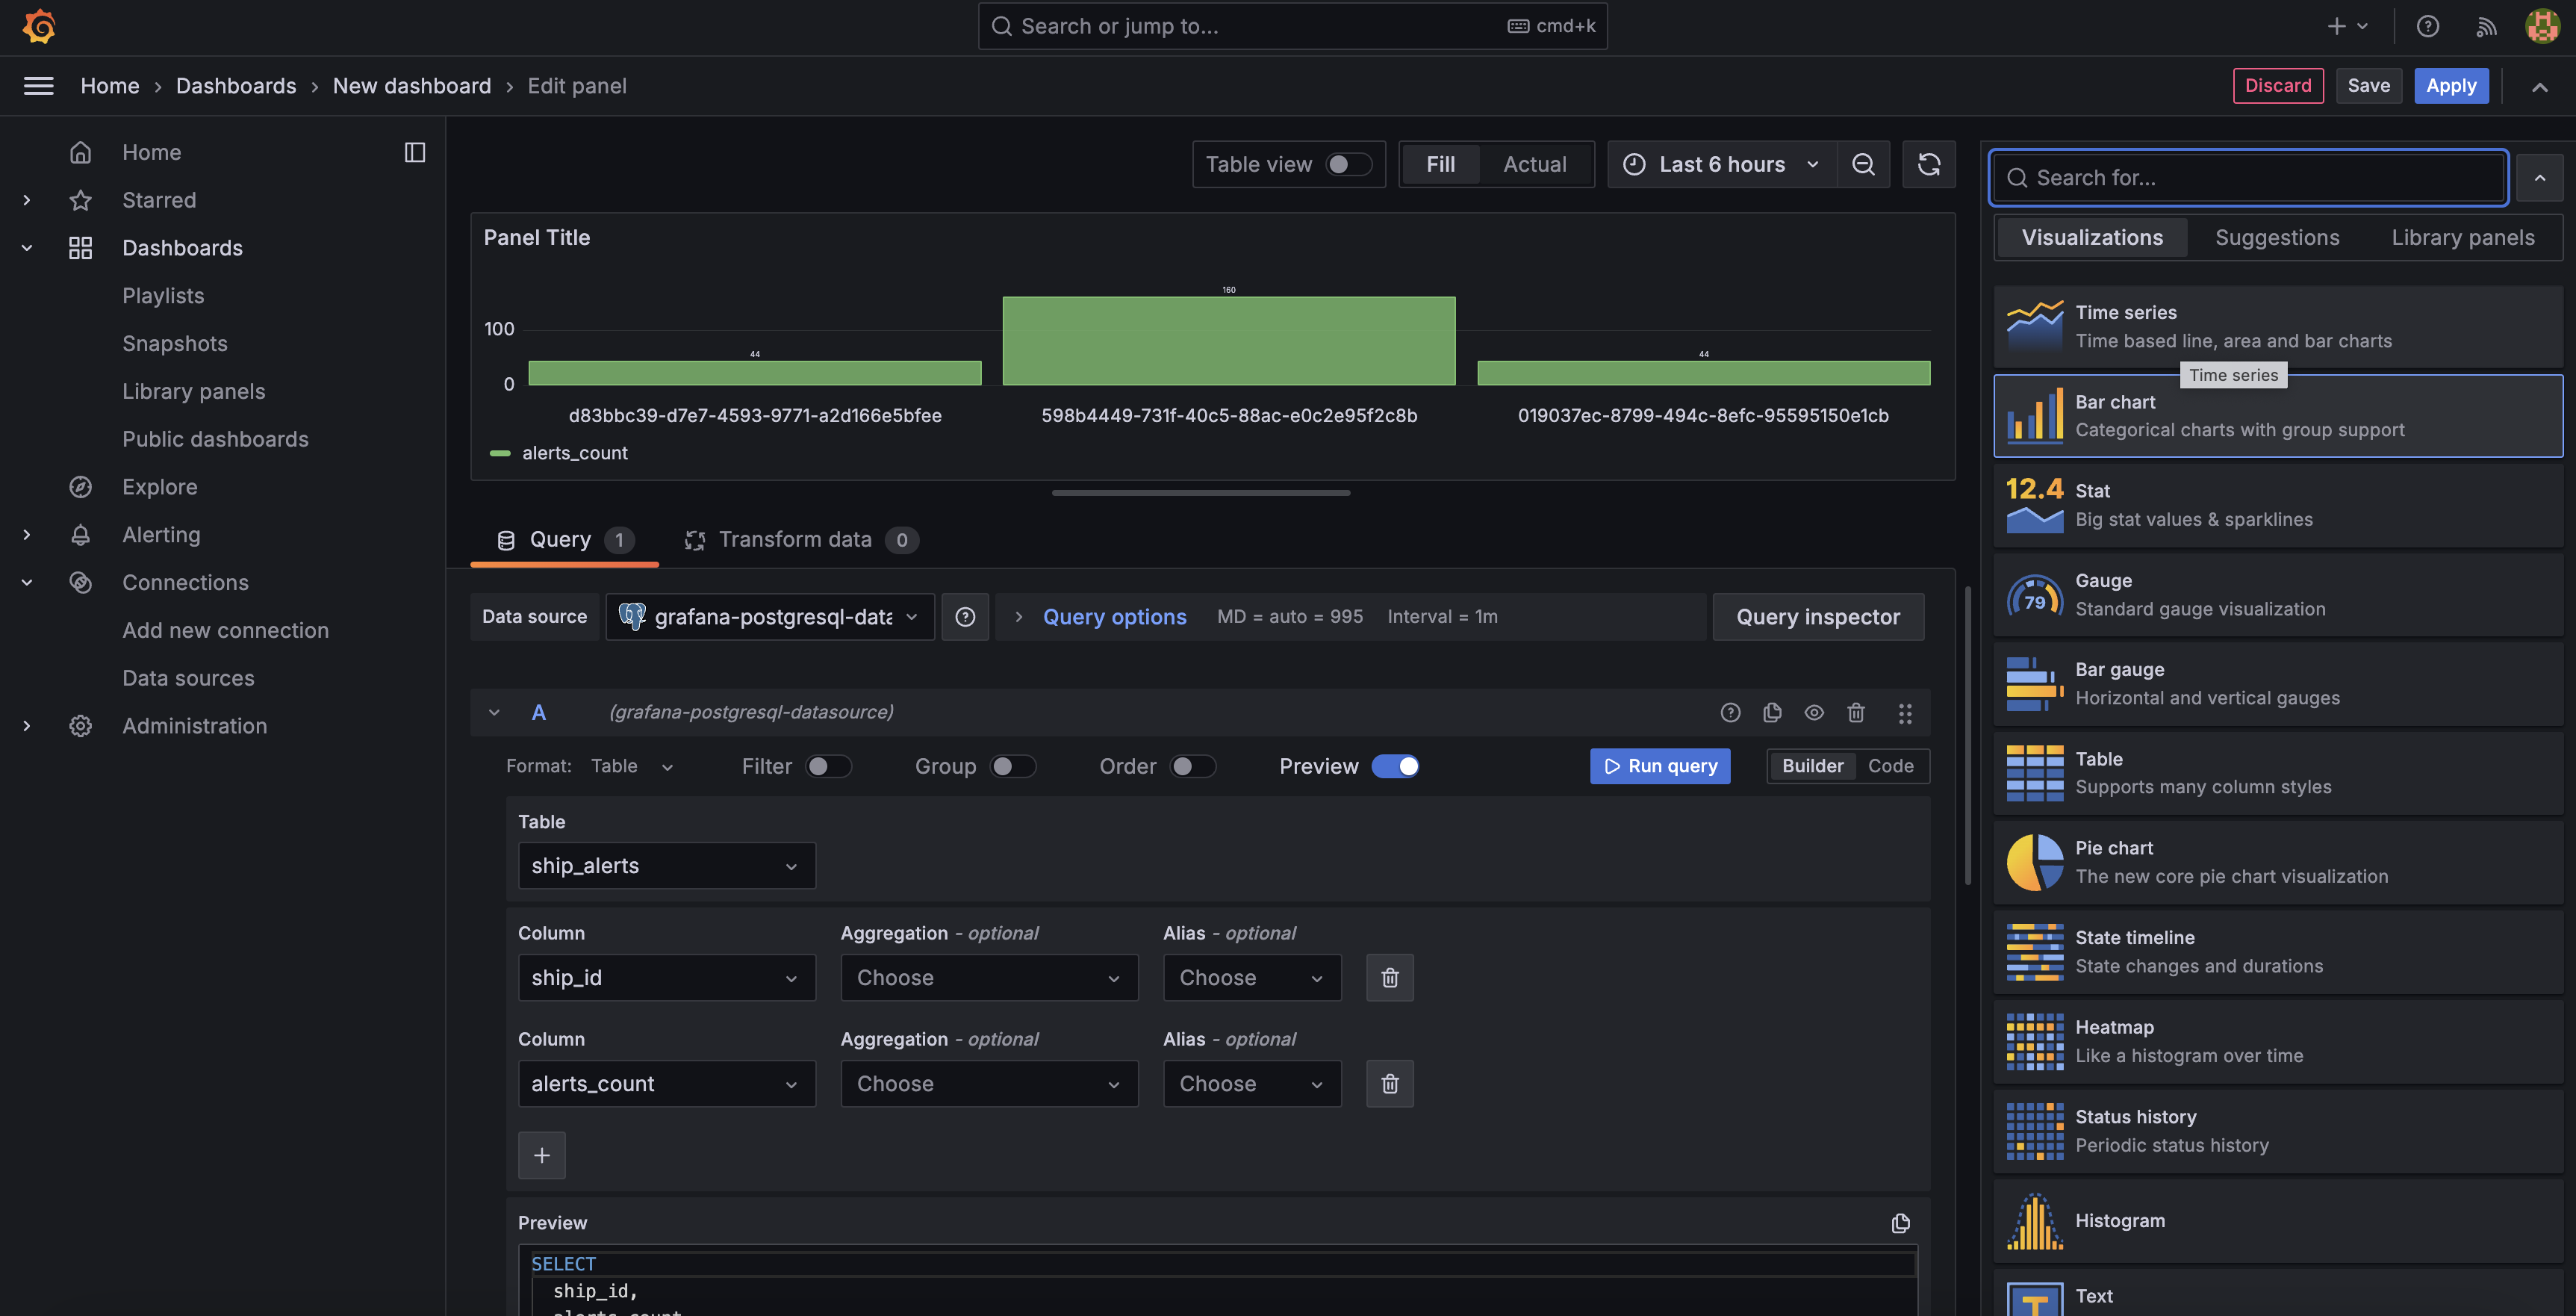 Search or jump to...
cmd+k
Home › Dashboards › New dashboard › Edit panel
Discard
Save
Apply
Home
Starred
Dashboards
Playlists
Snapshots
Library panels
Public dashboards
Explore
Alerting
Connections
Add new connection
Data sources
Administration
Table view
Fill
Actual
Last 6 hours
Panel Title
100
0
44
160
44
d83bbc39-d7e7-4593-9771-a2d166e5bfee
598b4449-731f-40c5-88ac-e0c2e95f2c8b
019037ec-8799-494c-8efc-95595150e1cb
alerts_count
Query 1
Transform data 0
Data source
grafana-postgresql-data
Query options
MD = auto = 995
Interval = 1m
Query inspector
A
(grafana-postgresql-datasource)
Format: Table
Filter
Group
Order
Preview
Run query
Builder
Code
Table
ship_alerts
Column
Aggregation - optional
Alias - optional
ship_id
Choose
Choose
Column
Aggregation - optional
Alias - optional
alerts_count
Choose
Choose
Preview
SELECT
ship_id,
alerts_count
Search for...
Visualizations
Suggestions
Library panels
Time series
Time based line, area and bar charts
Time series
Bar chart
Categorical charts with group support
12.4
Stat
Big stat values & sparklines
79
Gauge
Standard gauge visualization
Bar gauge
Horizontal and vertical gauges
Table
Supports many column styles
Pie chart
The new core pie chart visualization
State timeline
State changes and durations
Heatmap
Like a histogram over time
Status history
Periodic status history
Histogram
T
Text